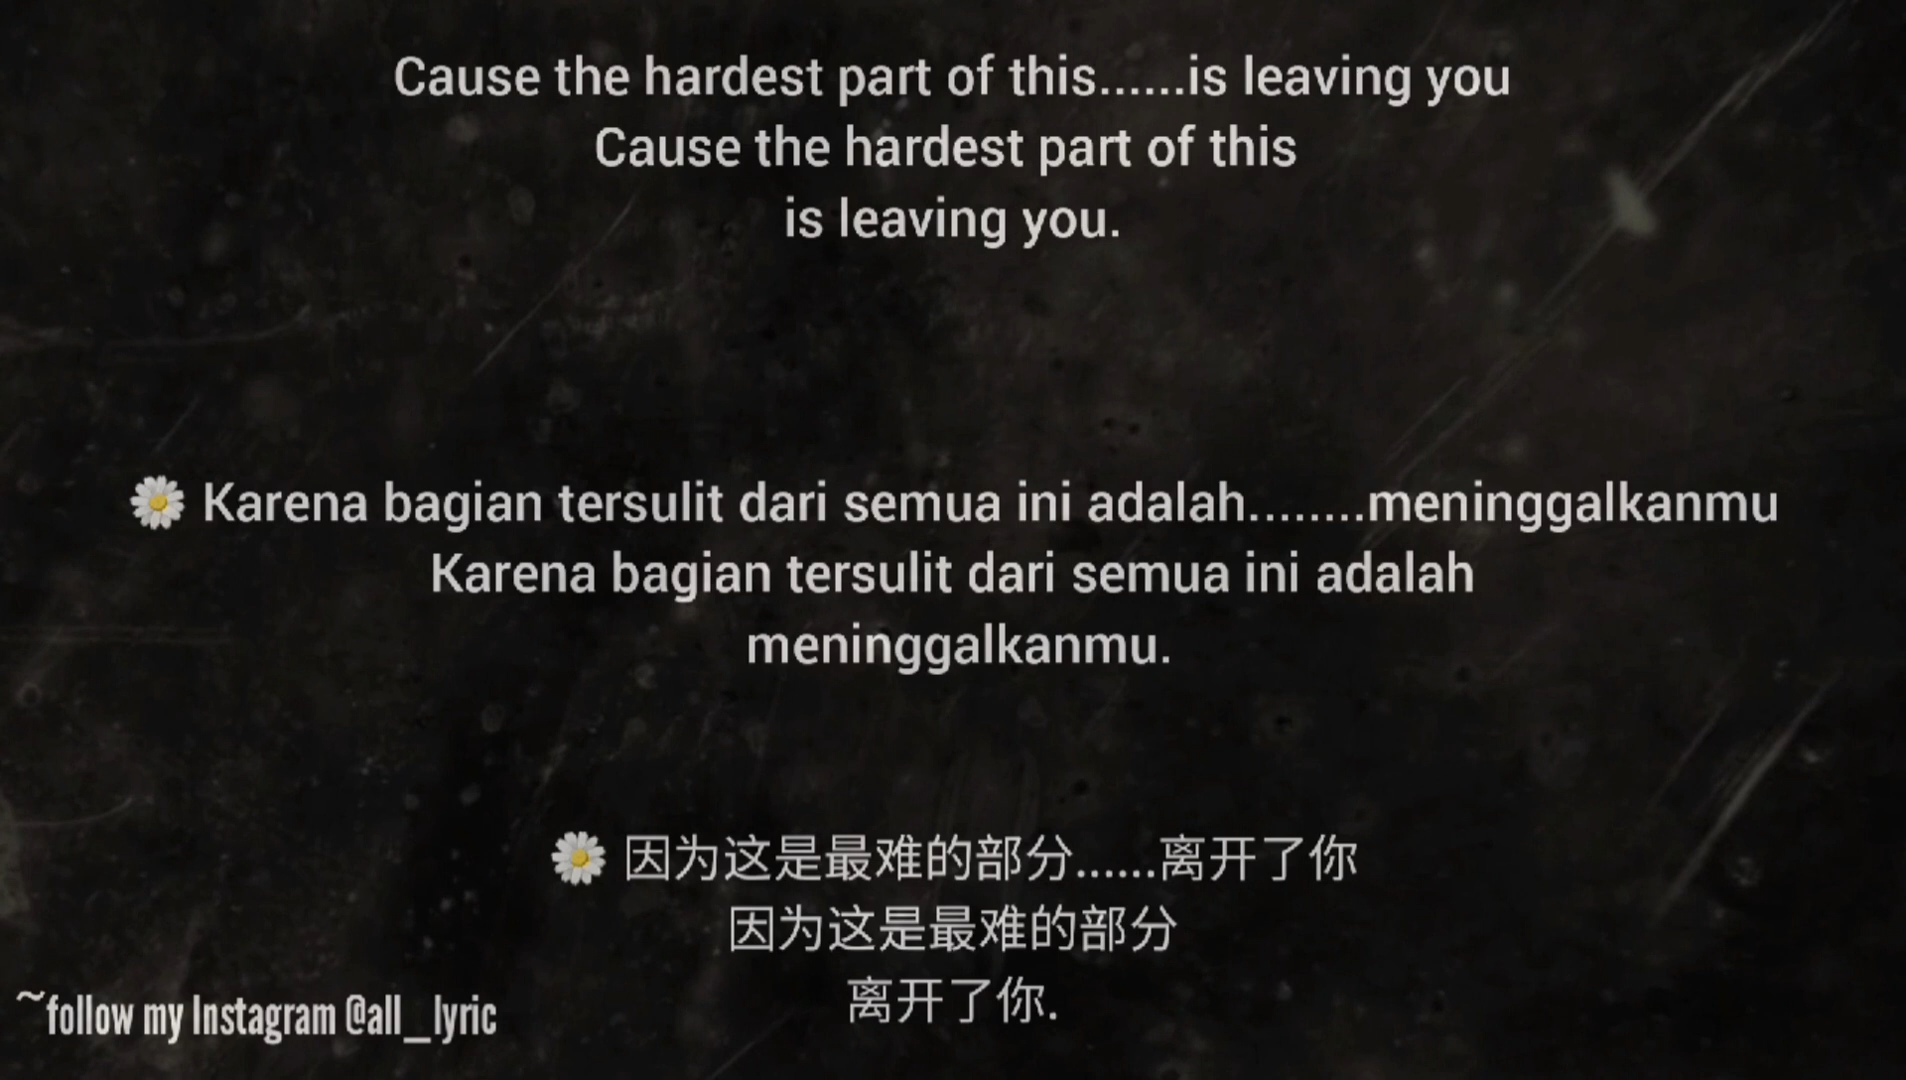 Cause the hardest part of this......is leaving you
Cause the hardest part of this
is leaving you.
🌼 Karena bagian tersulit dari semua ini adalah........meninggalkanmu
Karena bagian tersulit dari semua ini adalah
meninggalkanmu.
🌼 因为这是最难的部分......离开了你
因为这是最难的部分
离开了你.
~follow my Instagram @all_lyric